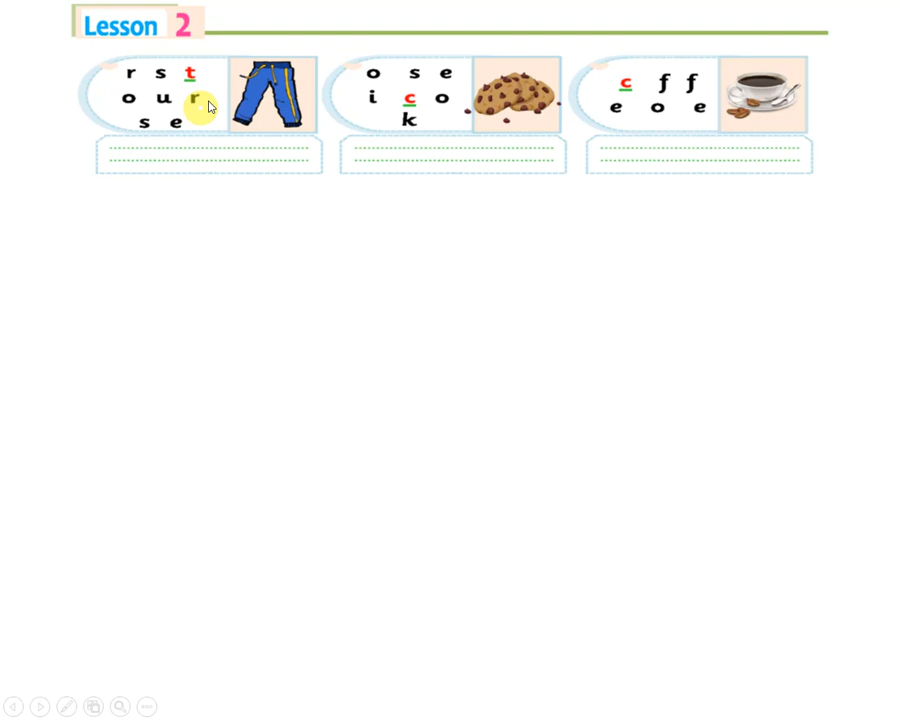 Lesson 2
r s t
o u r
s e
o s e
i c o
k
c f f
e o e